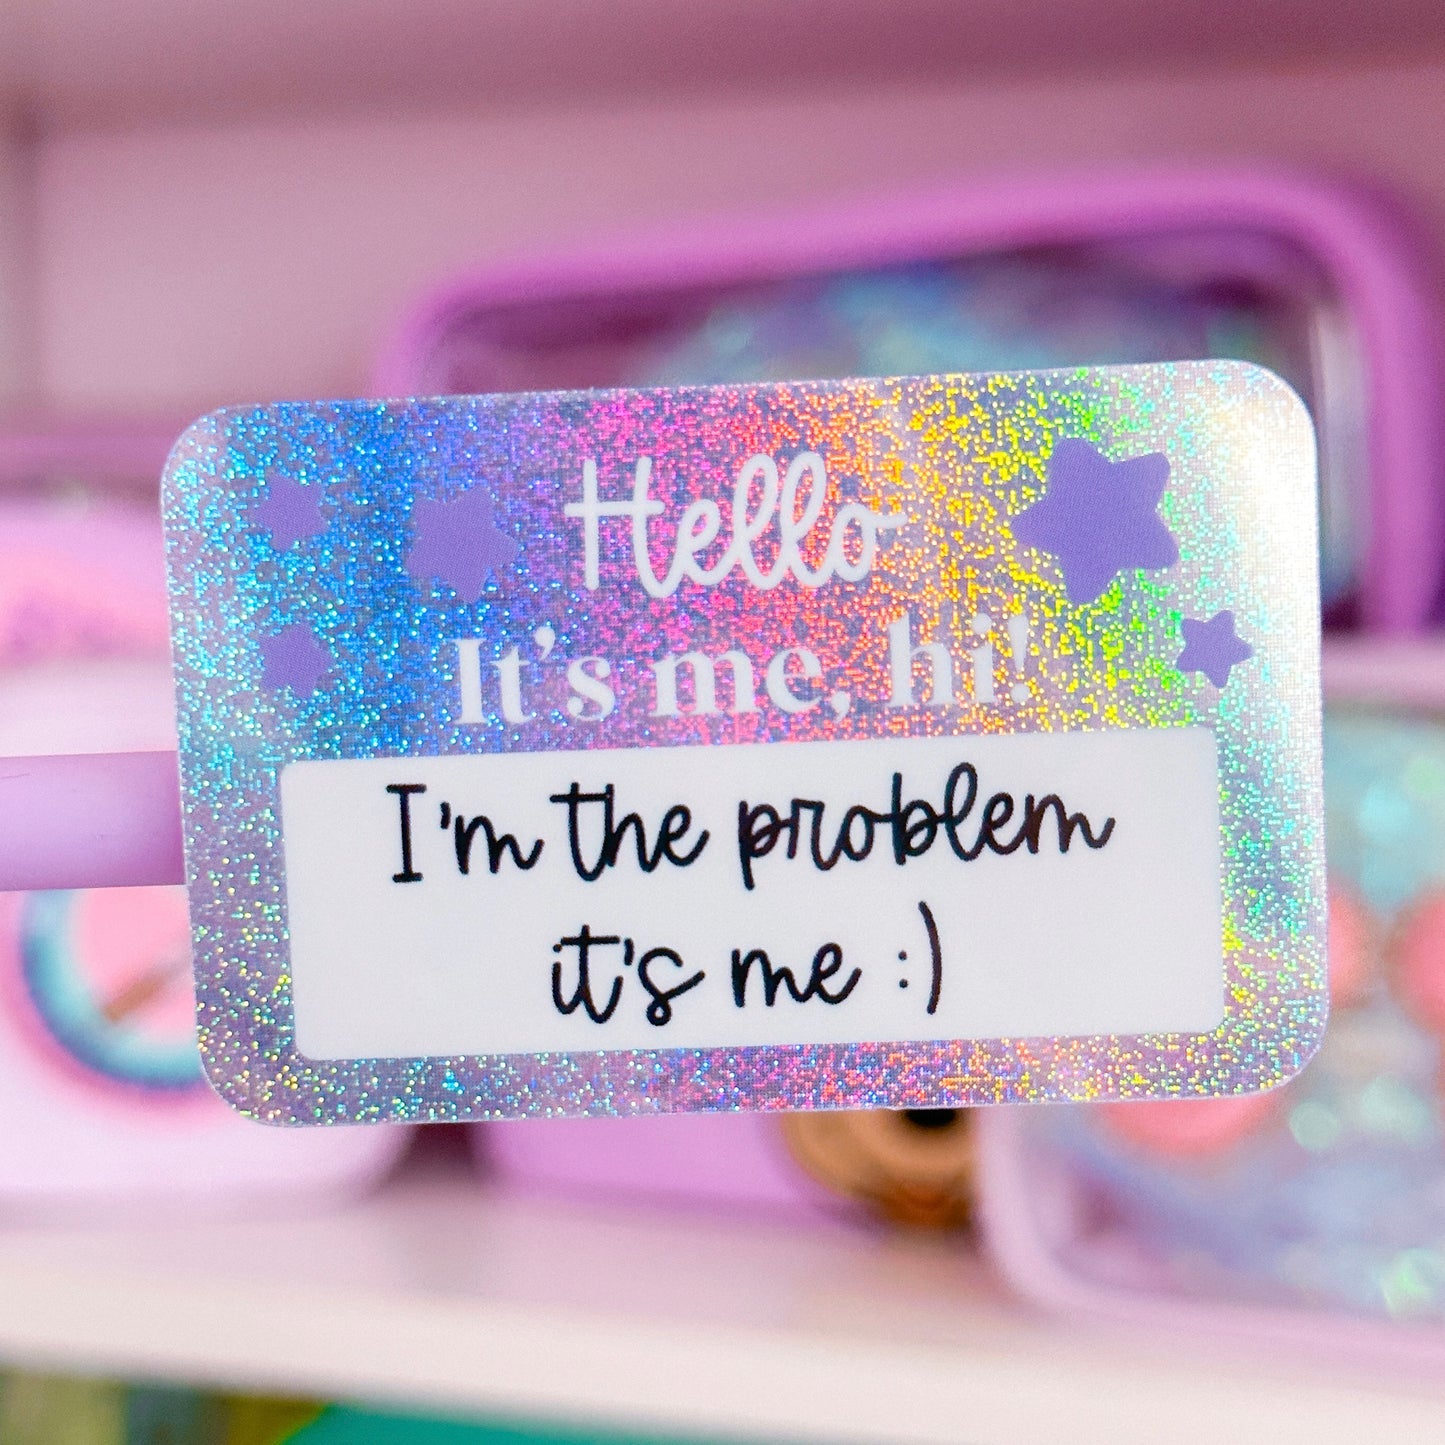 Hello
It's me, hi!
I'm the problem
it's me :)